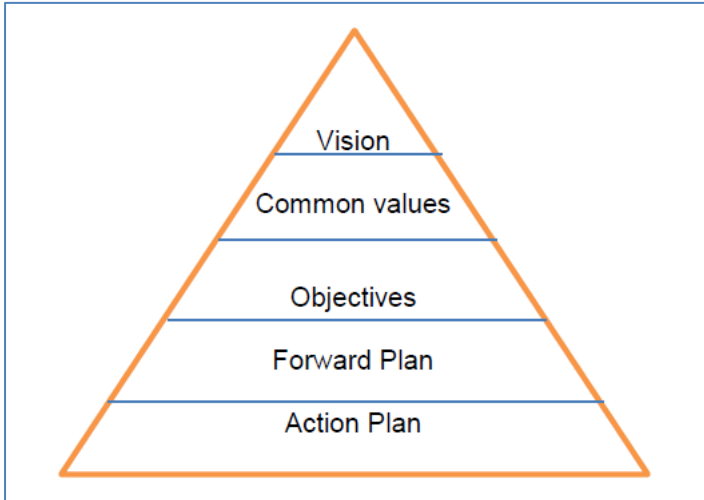 Vision
Common values
Objectives
Forward Plan
Action Plan